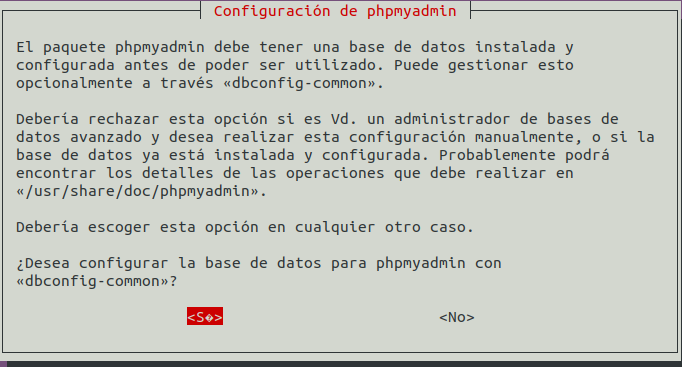 Configuración de phpmyadmin
El paquete phpmyadmin debe tener una base de datos instalada y
configurada antes de poder ser utilizado. Puede gestionar esto
opcionalmente a través «dbconfig-common».
Debería rechazar esta opción si es Vd. un administrador de bases de
datos avanzado y desea realizar esta configuración manualmente, o si la
base de datos ya está instalada y configurada. Probablemente podrá
encontrar los detalles de las operaciones que debe realizar en
«/usr/share/doc/phpmyadmin».
Debería escoger esta opción en cualquier otro caso.
¿Desea configurar la base de datos para phpmyadmin con
«dbconfig-common»?
<S�> <No>